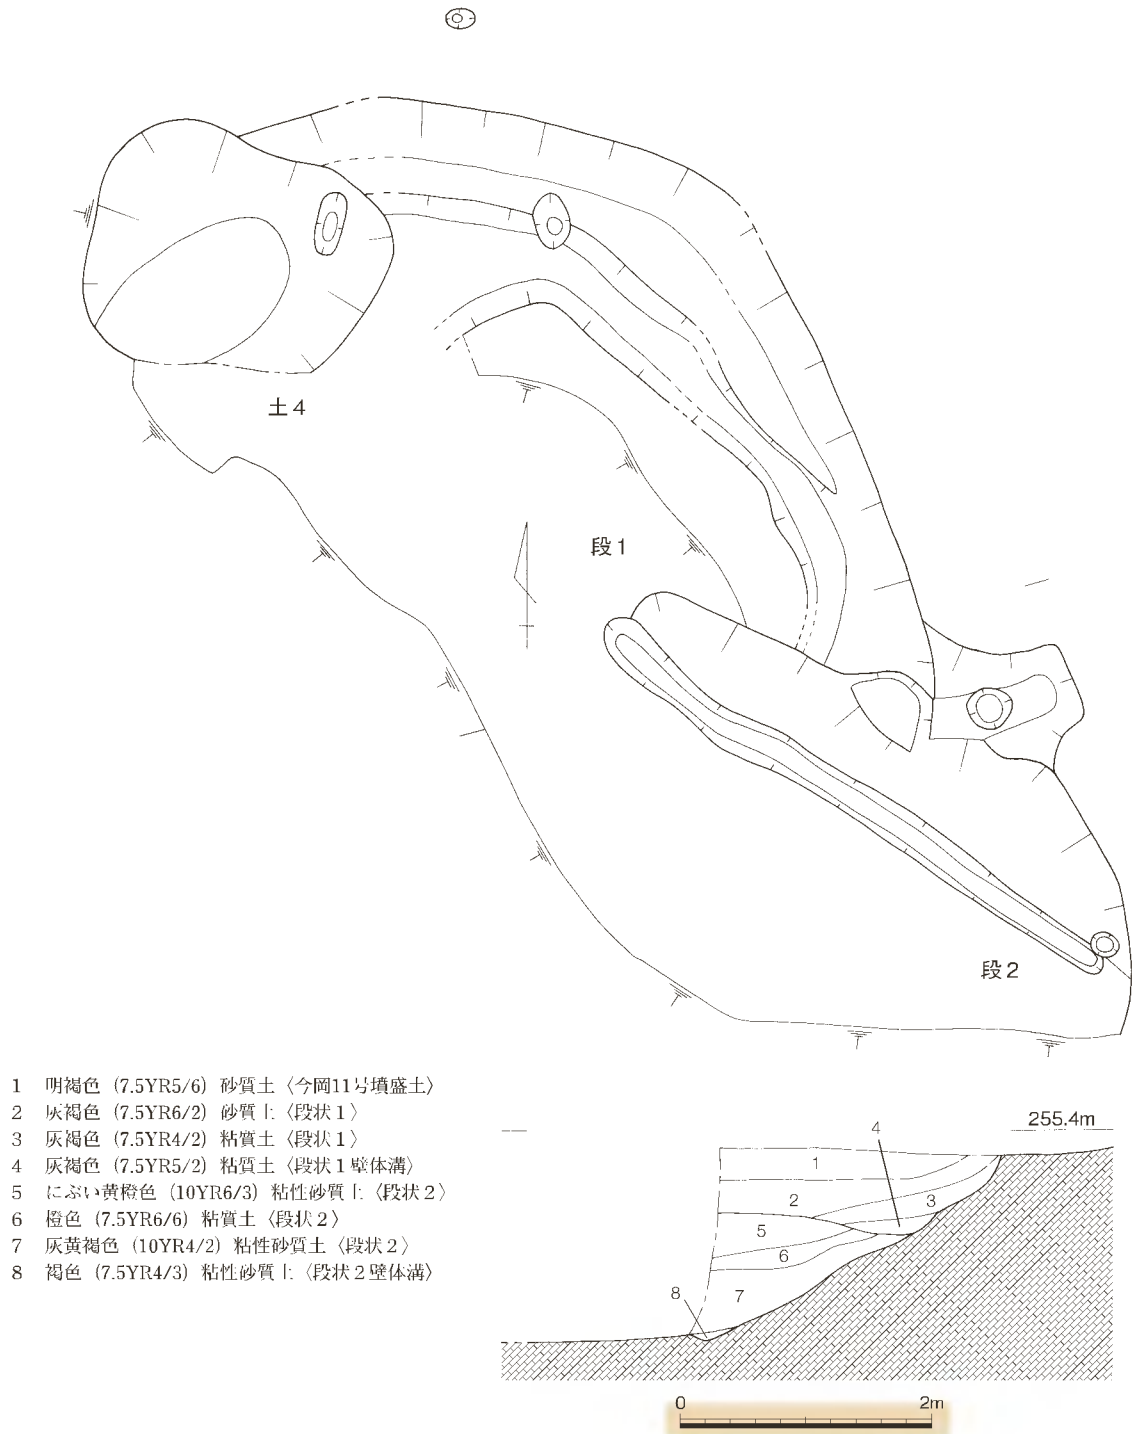 土4
段1
段2
1 明褐色（7.5YR5/6）砂質土〈今岡11号墳盛土〉
2 灰褐色（7.5YR6/2）砂質土〈段状1〉
3 灰褐色（7.5YR4/2）粘質土〈段状1〉
4 灰褐色（7.5YR5/2）粘質土〈段状1壁体溝〉
5 にぶい黄橙色（10YR6/3）粘性砂質土〈段状2〉
6 橙色（7.5YR6/6）粘質土〈段状2〉
7 灰黄褐色（10YR4/2）粘性砂質土〈段状2〉
8 褐色（7.5YR4/3）粘性砂質土〈段状2壁体溝〉
255.4m
4
1
2
3
5
6
8
7
0 2m